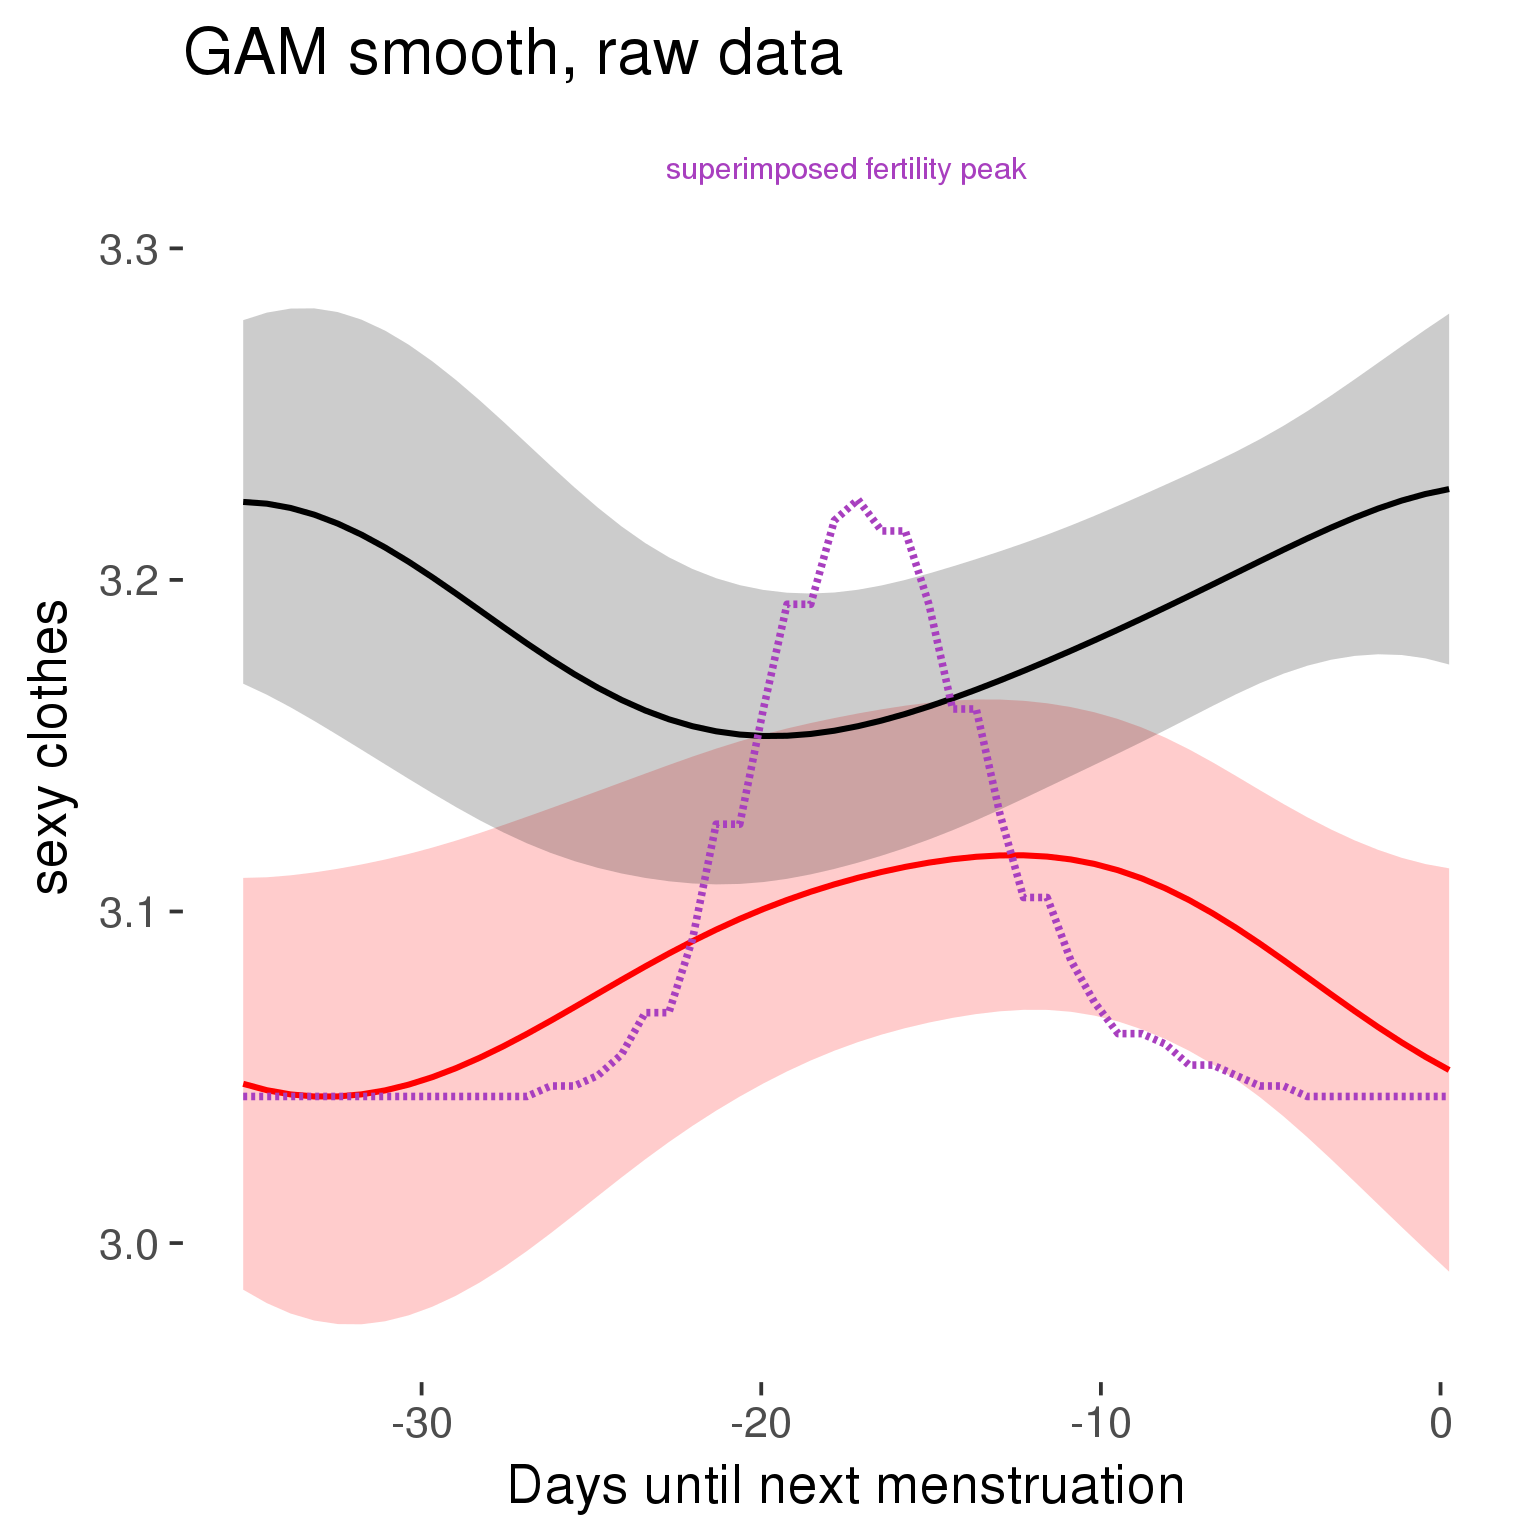 GAM smooth, raw data
superimposed fertility peak
3.3
3.2
3.1
3.0
sexy clothes
-30
-20
-10
0
Days until next menstruation